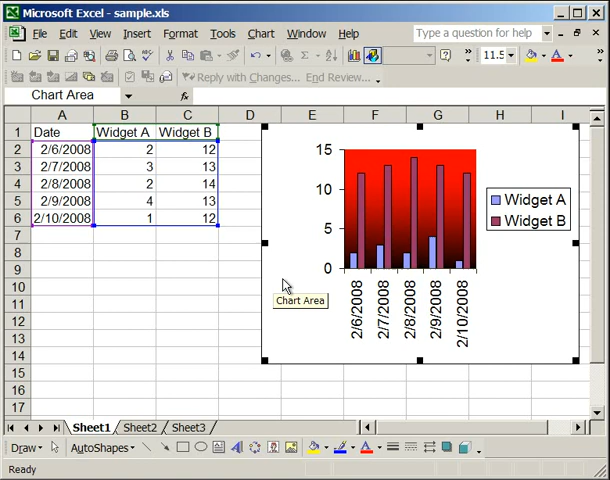 Microsoft Excel - sample.xls
File Edit View Insert Format Tools Chart Window Help Type a question for help
11.5
Reply with Changes... End Review...
Chart Area fx
A B C D E F G H I
1 Date Widget A Widget B
2 2/6/2008 2 12
3 2/7/2008 3 13
4 2/8/2008 2 14
5 2/9/2008 4 13
6 2/10/2008 1 12
7
8
9
10
11
12
13
14
15
16
17
15
10
5
0
2/6/2008
2/7/2008
2/8/2008
2/9/2008
2/10/2008
Widget A
Widget B
Chart Area
Sheet1 Sheet2 Sheet3
Draw AutoShapes
Ready